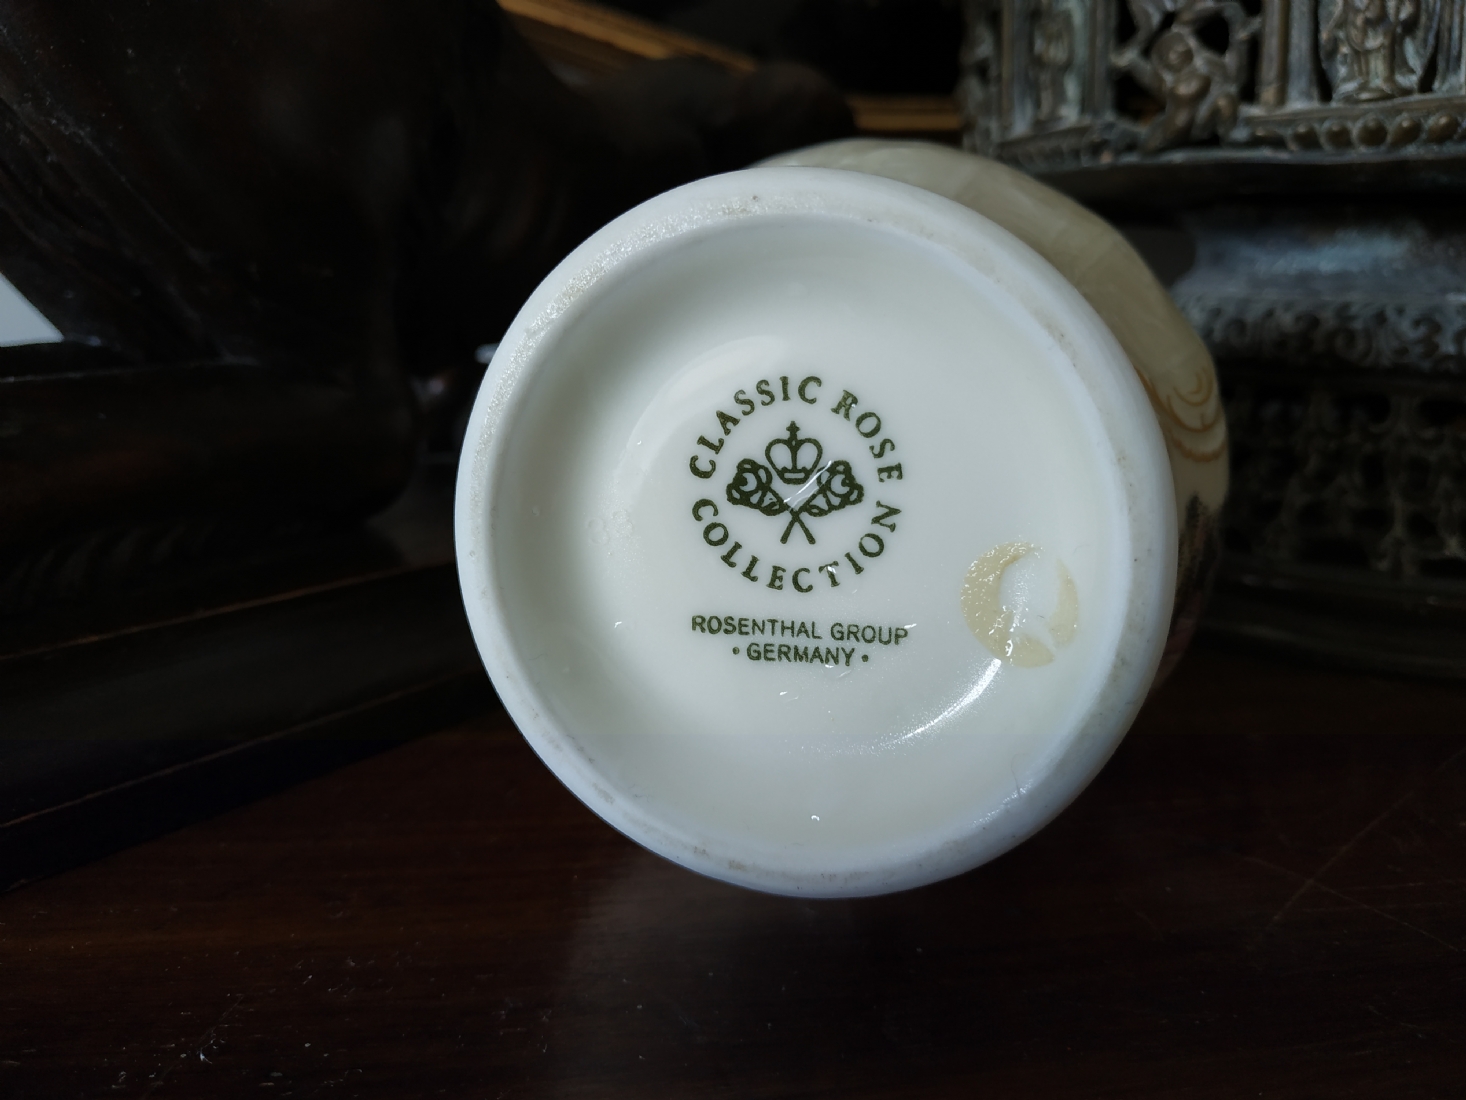 CLASSIC ROSE
COLLECTION
ROSENTHAL GROUP
• GERMANY •